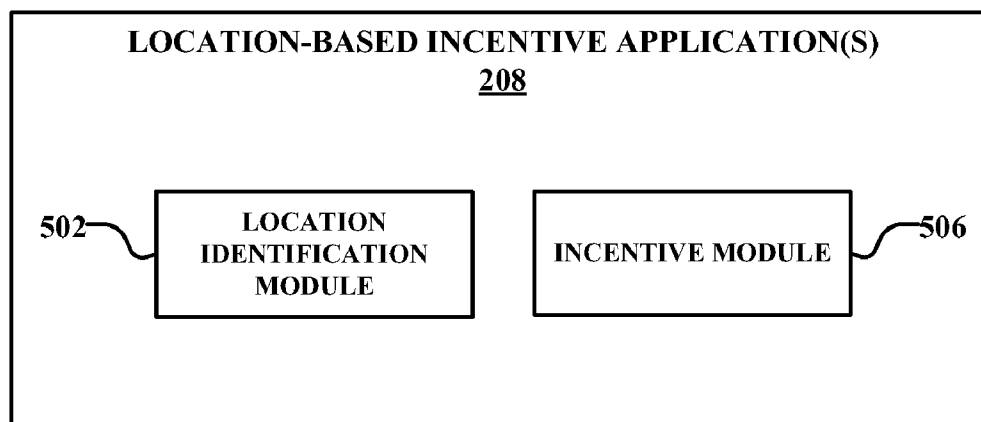 LOCATION-BASED INCENTIVE APPLICATION(S)
208
502
LOCATION
IDENTIFICATION
MODULE
INCENTIVE MODULE
506